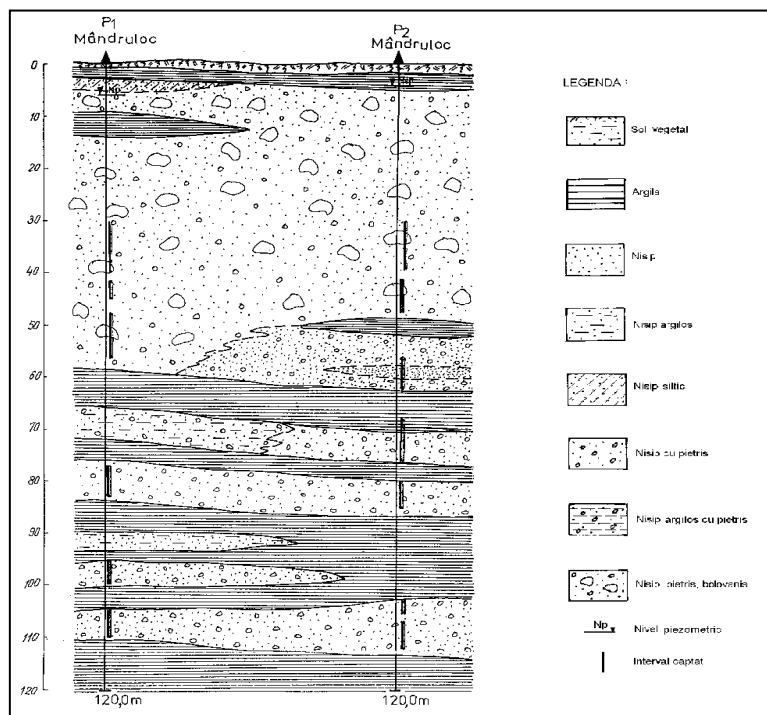 P1
Mândruloc
P2
Mândruloc
0
10
20
30
40
50
60
70
80
90
100
110
120
Np
Np
120,0m
120,0m
LEGENDA :
Sol vegetal
Argila
Nisip
Nisip argilos
Nisip siltic
Nisip cu pietris
Nisip argilos cu pietris
Nisip, pietris, bolovanis
Np
Nivel piezometric
Interval captat